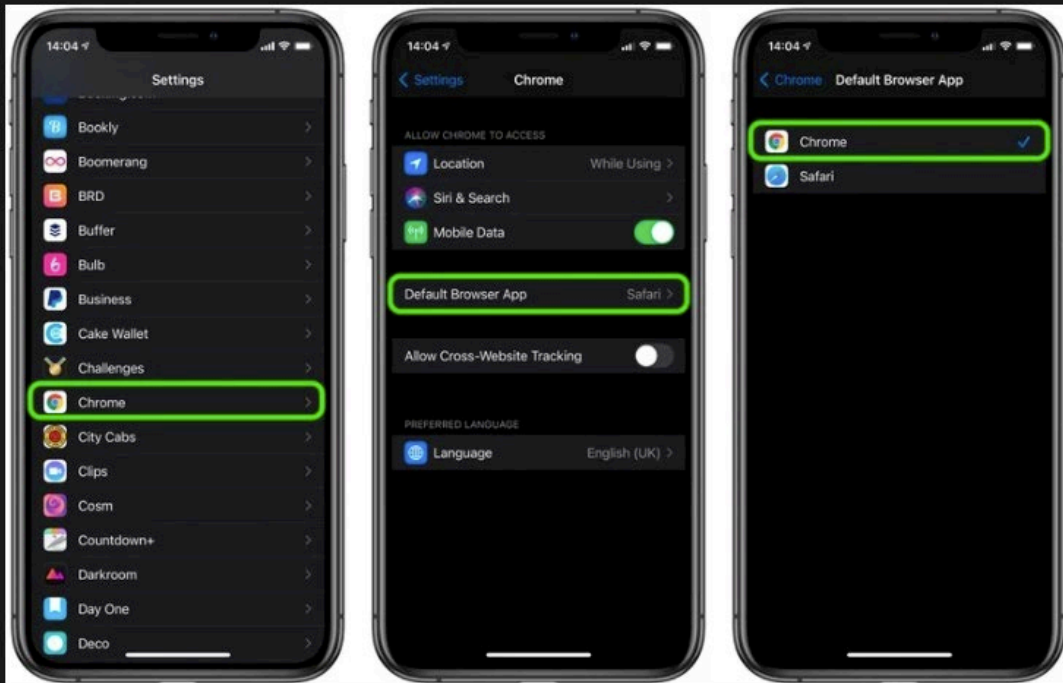 14:04
Settings
Bookly
Boomerang
BRD
Buffer
Bulb
Business
Cake Wallet
Challenges
Chrome
City Cabs
Clips
Cosm
Countdown+
Darkroom
Day One
Deco
14:04
Settings
Chrome
ALLOW CHROME TO ACCESS
Location While Using
Siri & Search
Mobile Data
Default Browser App Safari
Allow Cross-Website Tracking
PREFERRED LANGUAGE
Language English (UK)
14:04
Chrome
Default Browser App
Chrome
Safari